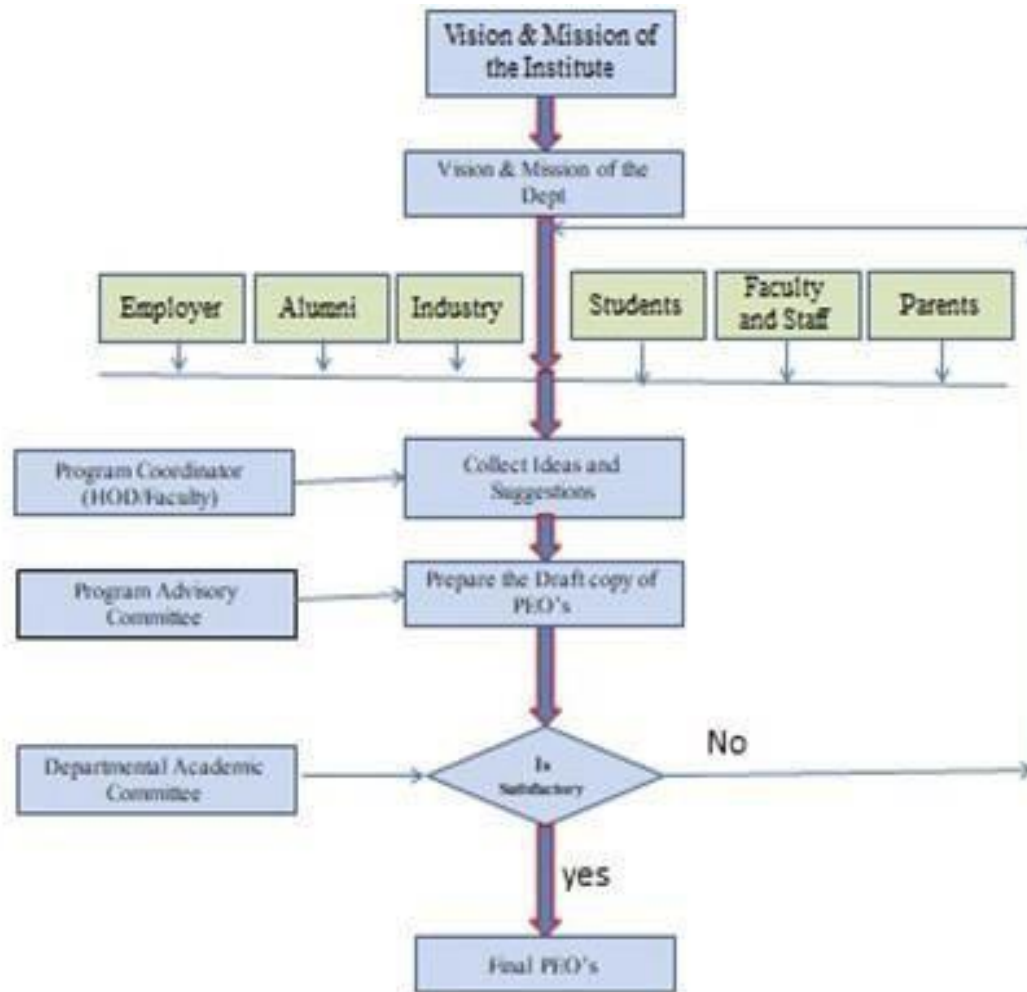 Vision & Mission of
the Institute
Vision & Mission of the
Dept
Employer
Alumni
Industry
Students
Faculty
and Staff
Parents
Program Coordinator
(HOD/Faculty)
Collect Ideas and
Suggestions
Program Advisory
Committee
Prepare the Draft copy of
PEO's
Departmental Academic
Committee
Is
Satisfactory
No
yes
Final PEO's